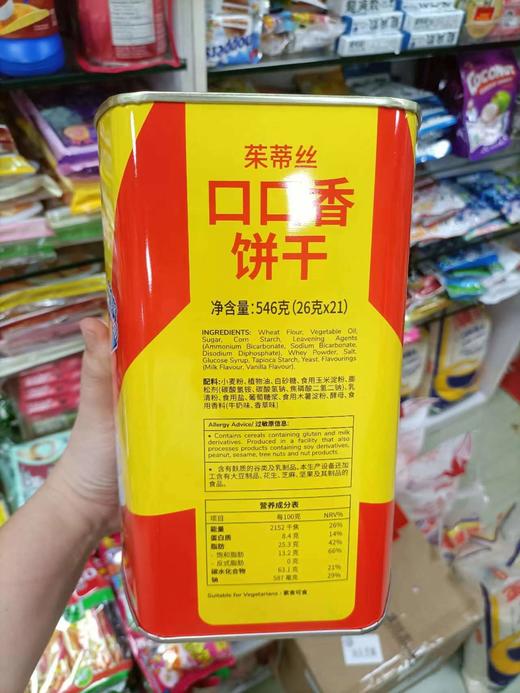 茱蒂丝
口口香
饼干
净含量:546克(26克x21)
INGREDIENTS: Wheat Flour, Vegetable Oil,
Sugar, Corn Starch, Leavening Agents
(Ammonium Bicarbonate, Sodium Bicarbonate,
Disodium Diphosphate), Whey Powder, Salt,
Glucose Syrup, Tapioca Starch, Yeast, Flavourings
(Milk Flavour, Vanilla Flavour).
配料:小麦粉, 植物油, 白砂糖, 食用玉米淀粉, 膨
松剂(碳酸氢铵, 碳酸氢钠, 焦磷酸二氢二钠), 乳
清粉, 食用盐, 葡萄糖浆, 食用木薯淀粉, 酵母, 食
用香料(牛奶味, 香草味)
Allergy Advice/ 过敏原信息:
• Contains cereals containing gluten and milk
derivatives. Produced in a facility that also
processes products containing soy derivatives,
peanut, sesame, tree nuts and nut products.
• 含有麸质的谷类及乳制品。本生产设备还加
工含有大豆制品、花生、芝麻、坚果及其制品的
食品。
营养成分表
项目 每100克 NRV%
能量 2152 千焦 26%
蛋白质 8.4 克 14%
脂肪 25.3 克 42%
- 饱和脂肪 13.2 克 66%
- 反式脂肪 0 克
碳水化合物 63.1 克 21%
钠 587 毫克 29%
Suitable for Vegetarians : 素食可食
COCONUT